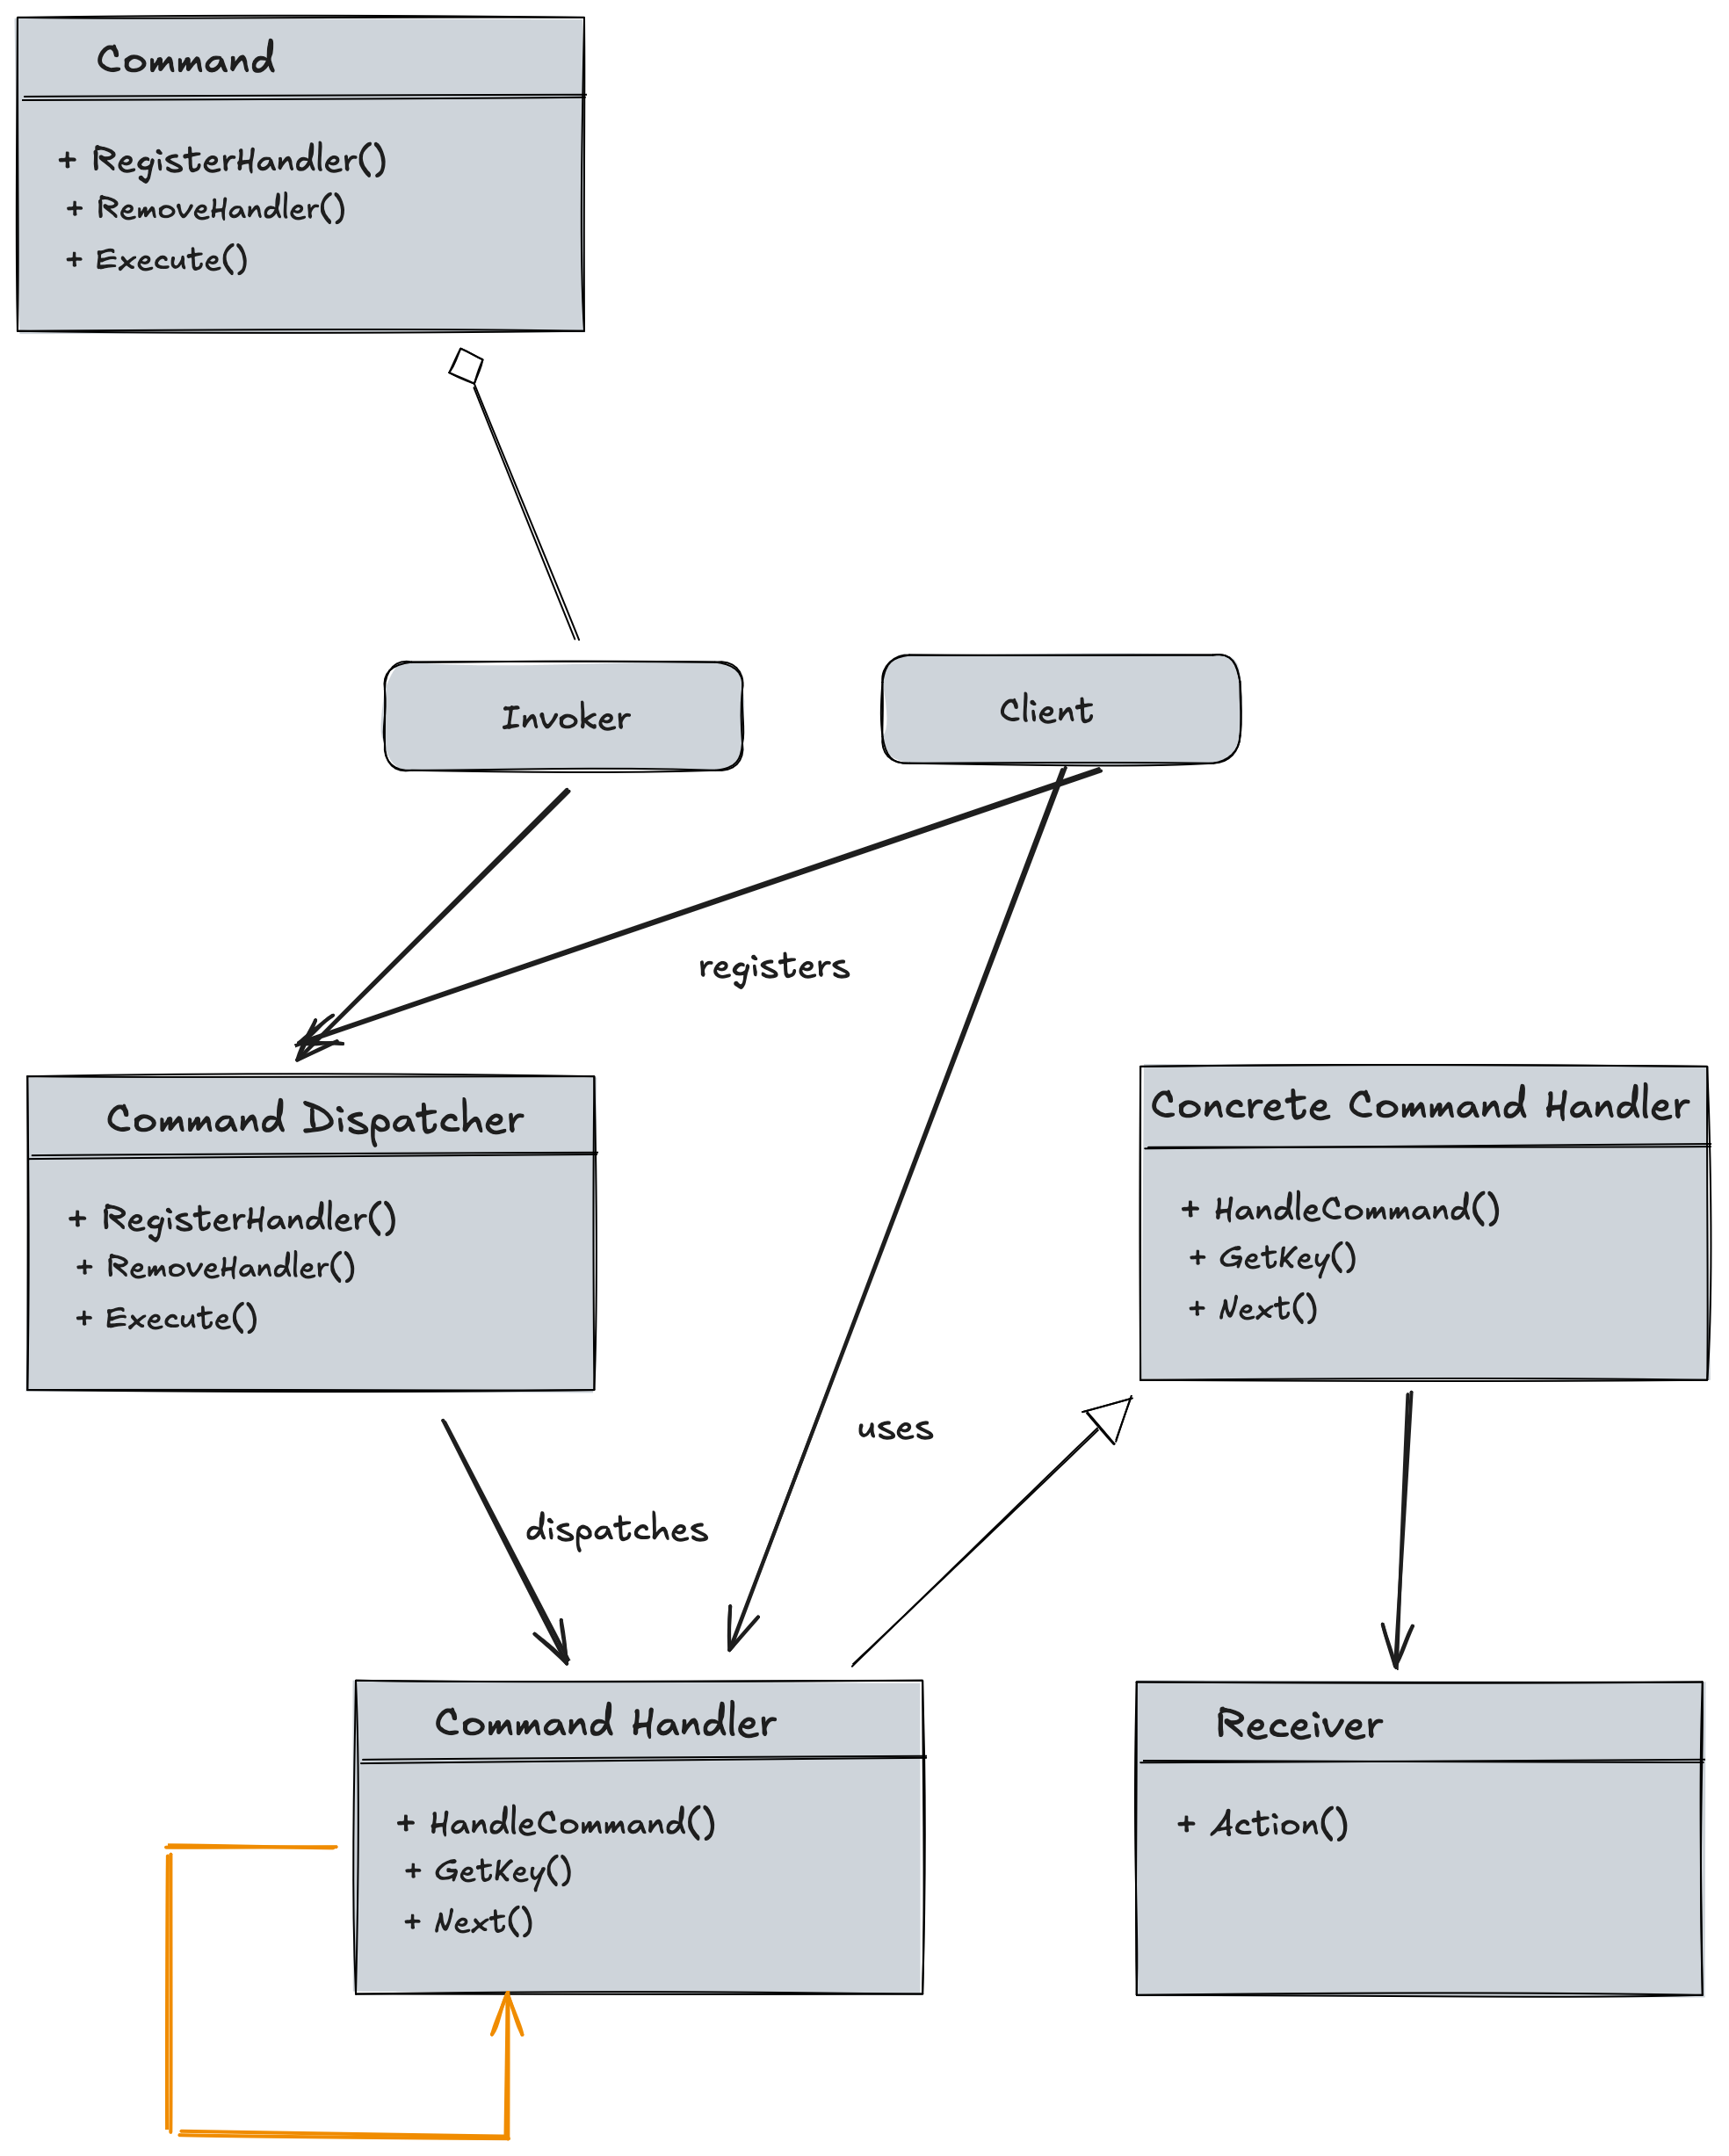 Command
+ RegisterHandler()
+ RemoveHandler()
+ Execute()
Invoker
Client
registers
Command Dispatcher
+ RegisterHandler()
+ RemoveHandler()
+ Execute()
Concrete Command Handler
+ HandleCommand()
+ GetKey()
+ Next()
uses
dispatches
Command Handler
+ HandleCommand()
+ GetKey()
+ Next()
Receiver
+ Action()